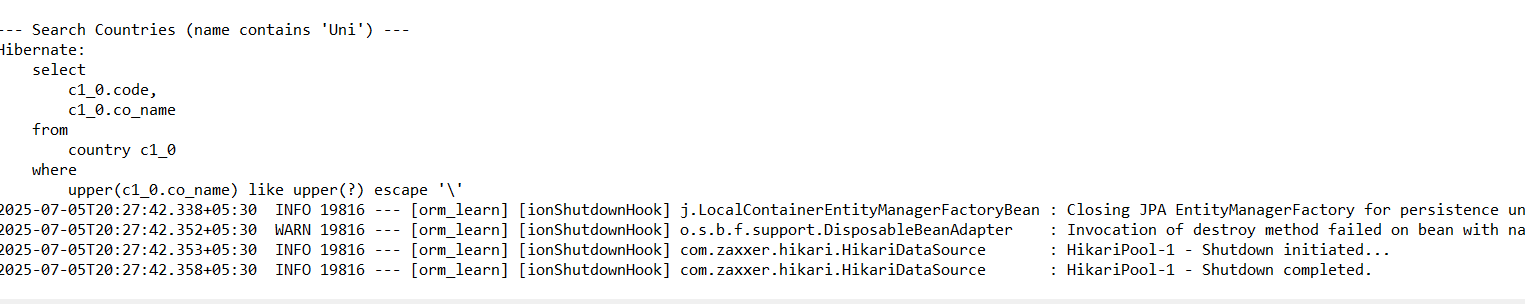 --- Search Countries (name contains 'Uni') ---
Hibernate:
    select
        c1_0.code,
        c1_0.co_name
    from
        country c1_0
    where
        upper(c1_0.co_name) like upper(?) escape '\'
2025-07-05T20:27:42.338+05:30  INFO 19816 --- [orm_learn] [ionShutdownHook] j.LocalContainerEntityManagerFactoryBean : Closing JPA EntityManagerFactory for persistence un
2025-07-05T20:27:42.352+05:30  WARN 19816 --- [orm_learn] [ionShutdownHook] o.s.b.f.support.DisposableBeanAdapter    : Invocation of destroy method failed on bean with na
2025-07-05T20:27:42.353+05:30  INFO 19816 --- [orm_learn] [ionShutdownHook] com.zaxxer.hikari.HikariDataSource       : HikariPool-1 - Shutdown initiated...
2025-07-05T20:27:42.358+05:30  INFO 19816 --- [orm_learn] [ionShutdownHook] com.zaxxer.hikari.HikariDataSource       : HikariPool-1 - Shutdown completed.